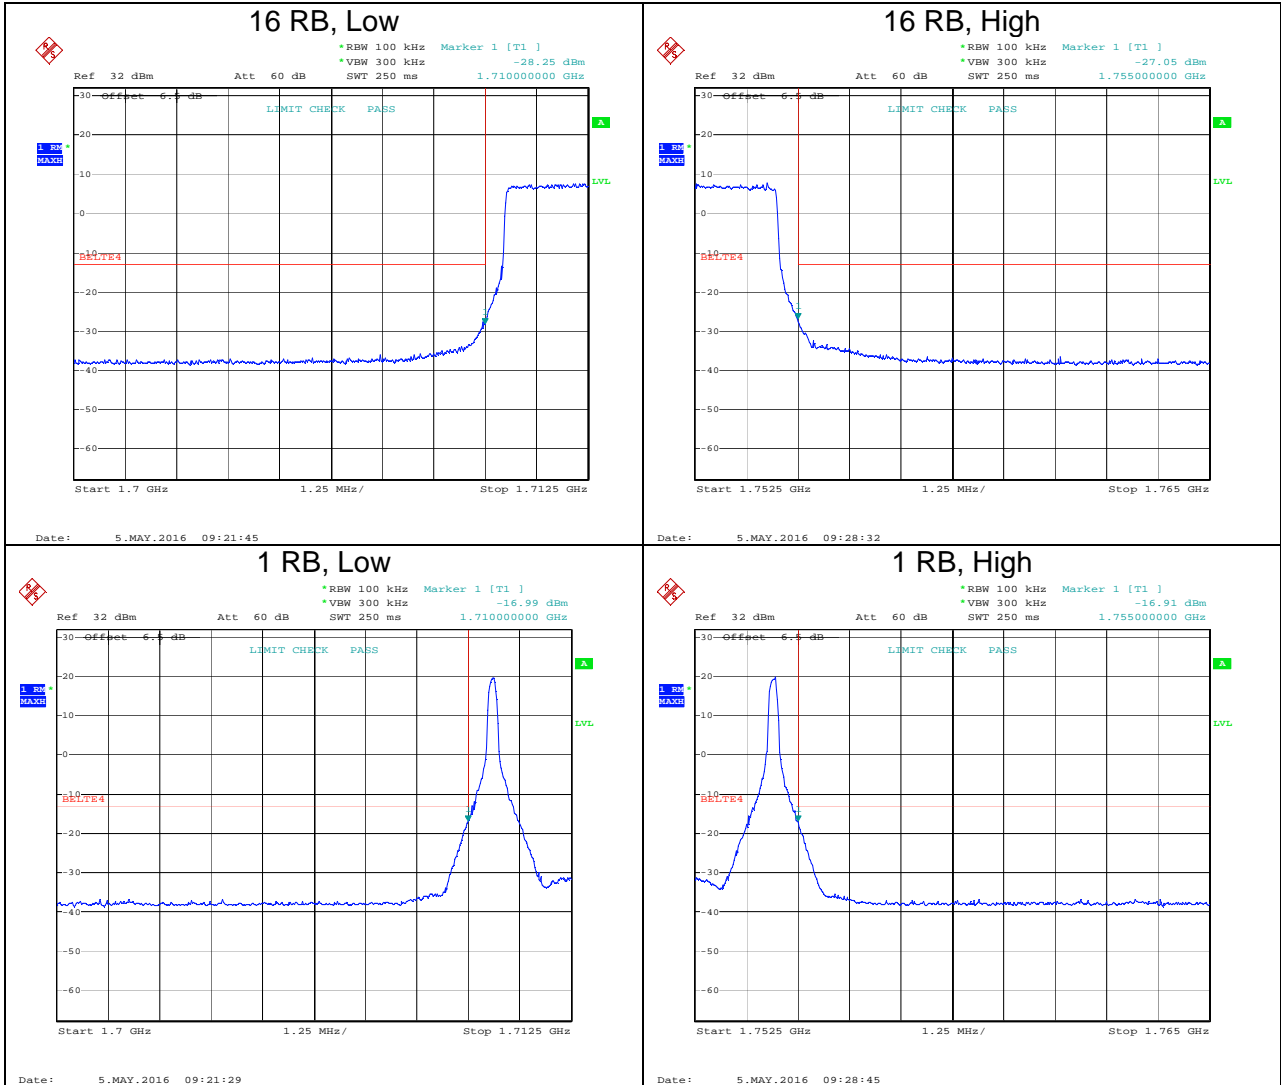 16 RB, Low
R S
*RBW 100 kHz Marker 1 [T1 ]
*VBW 300 kHz -28.25 dBm
Ref 32 dBm Att 60 dB SWT 250 ms 1.710000000 GHz
30 Offset 6.5 dB
LIMIT CHECK PASS
A
20
1 RM *
MAXH
10
LVL
0
-10
BELTE4
-20
1
-30
-40
-50
-60
Start 1.7 GHz 1.25 MHz/ Stop 1.7125 GHz
Date: 5.MAY.2016 09:21:45
16 RB, High
R S
*RBW 100 kHz Marker 1 [T1 ]
*VBW 300 kHz -27.05 dBm
Ref 32 dBm Att 60 dB SWT 250 ms 1.755000000 GHz
30 Offset 6.5 dB
LIMIT CHECK PASS
A
20
1 RM *
MAXH
10
LVL
0
-10
BELTE4
-20
1
-30
-40
-50
-60
Start 1.7525 GHz 1.25 MHz/ Stop 1.765 GHz
Date: 5.MAY.2016 09:28:32
1 RB, Low
R S
*RBW 100 kHz Marker 1 [T1 ]
*VBW 300 kHz -16.99 dBm
Ref 32 dBm Att 60 dB SWT 250 ms 1.710000000 GHz
30 Offset 6.5 dB
LIMIT CHECK PASS
A
20
1 RM *
MAXH
10
LVL
0
-10
BELTE4
1
-20
-30
-40
-50
-60
Start 1.7 GHz 1.25 MHz/ Stop 1.7125 GHz
Date: 5.MAY.2016 09:21:29
1 RB, High
R S
*RBW 100 kHz Marker 1 [T1 ]
*VBW 300 kHz -16.91 dBm
Ref 32 dBm Att 60 dB SWT 250 ms 1.755000000 GHz
30 Offset 6.5 dB
LIMIT CHECK PASS
A
20
1 RM *
MAXH
10
LVL
0
-10
BELTE4
1
-20
-30
-40
-50
-60
Start 1.7525 GHz 1.25 MHz/ Stop 1.765 GHz
Date: 5.MAY.2016 09:28:45